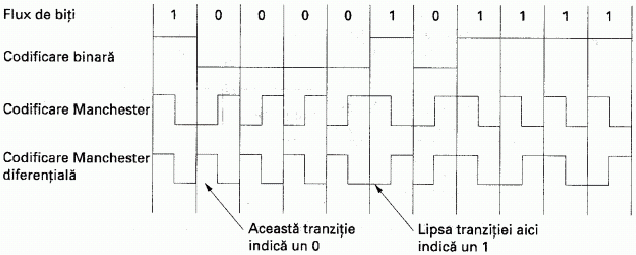 Flux de biți 1 0 0 0 0 1 0 1 1 1 1
Codificare binară
Codificare Manchester
Codificare Manchester
diferențială
Această tranziție
indică un 0
Lipsa tranziției aici
indică un 1